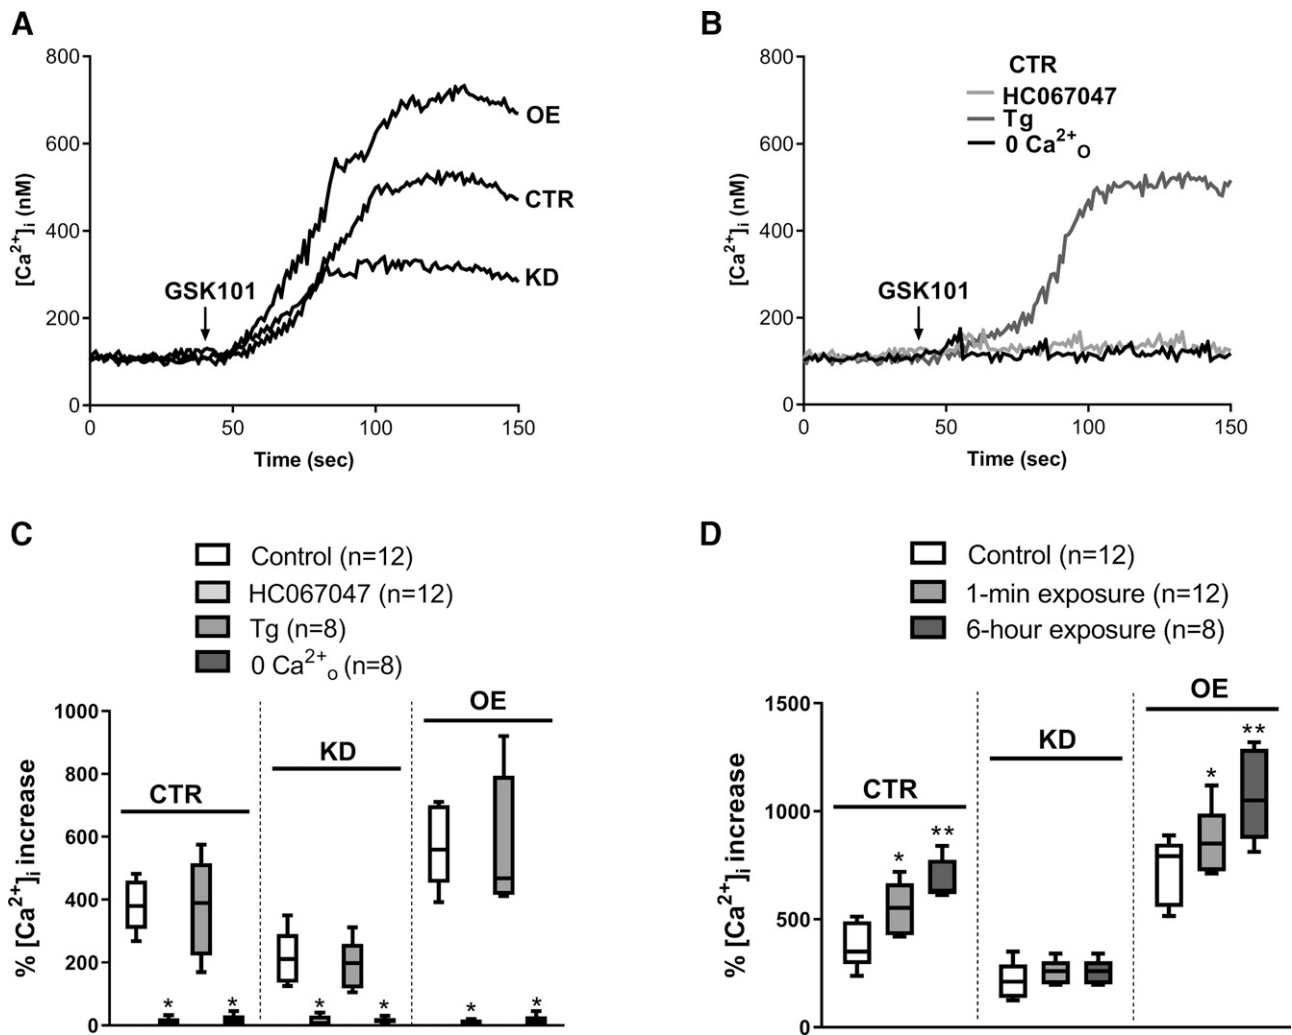 A
800
600
400
200
0
[Ca2+]i (nM)
OE
CTR
KD
GSK101
0 50 100 150
Time (sec)
B
800
600
400
200
0
[Ca2+]i (nM)
CTR
HC067047
Tg
0 Ca2+O
GSK101
0 50 100 150
Time (sec)
C
Control (n=12)
HC067047 (n=12)
Tg (n=8)
0 Ca2+o (n=8)
1000
800
600
400
200
0
% [Ca2+]i increase
CTR
KD
OE
* * * * * *
D
Control (n=12)
1-min exposure (n=12)
6-hour exposure (n=8)
1500
1000
500
0
% [Ca2+]i increase
CTR
KD
OE
* ** * **